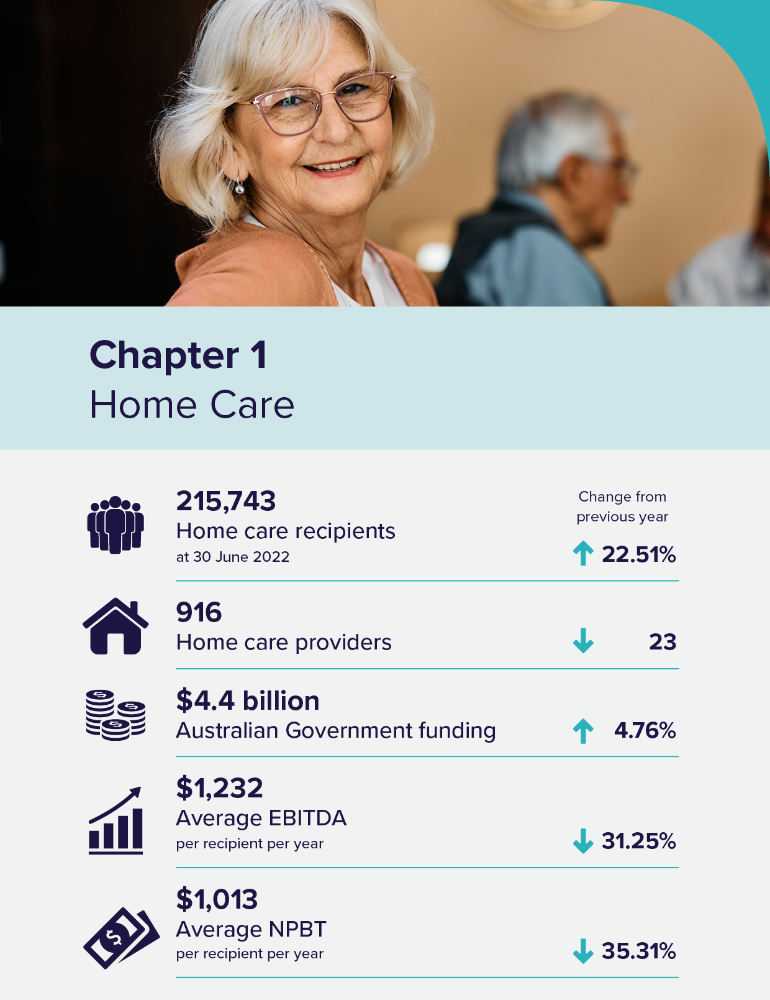 Chapter 1
Home Care
215,743
Home care recipients
at 30 June 2022
Change from
previous year
22.51%
916
Home care providers
23
$4.4 billion
Australian Government funding
4.76%
$1,232
Average EBITDA
per recipient per year
31.25%
$1,013
Average NPBT
per recipient per year
35.31%